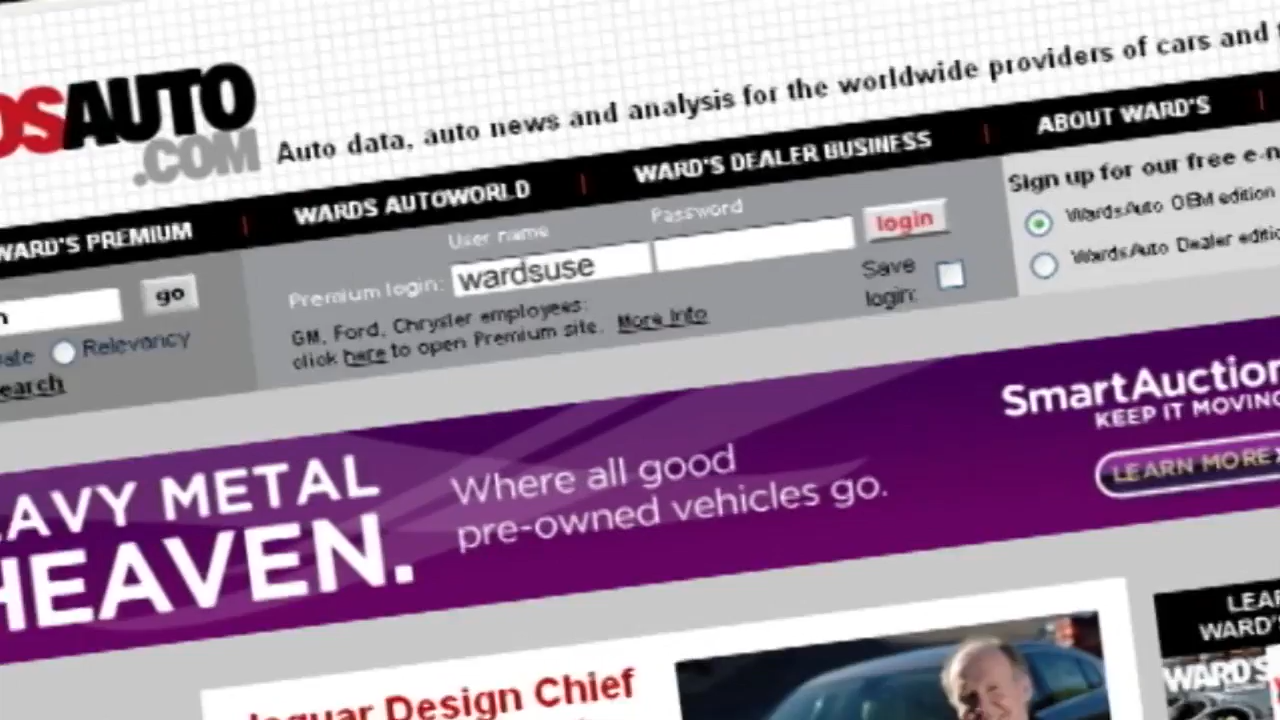 DSAUTO
.COM
Auto data, auto news and analysis for the worldwide providers of cars and
WARD'S PREMIUM | WARDS AUTOWORLD | WARD'S DEALER BUSINESS | ABOUT WARD'S |
User name Password
Premium login: wardsuse login
go
GM, Ford, Chrysler employees:
click here to open Premium site. More Info
Save
login:
Relevancy
earch
Sign up for our free e-n
WardsAuto OEM edition
WardsAuto Dealer editio
EAVY METAL
HEAVEN.
Where all good
pre-owned vehicles go.
SmartAuction
KEEP IT MOVING
LEARN MORE
Jaguar Design Chief
LEAR
WARD'S
WARD'S